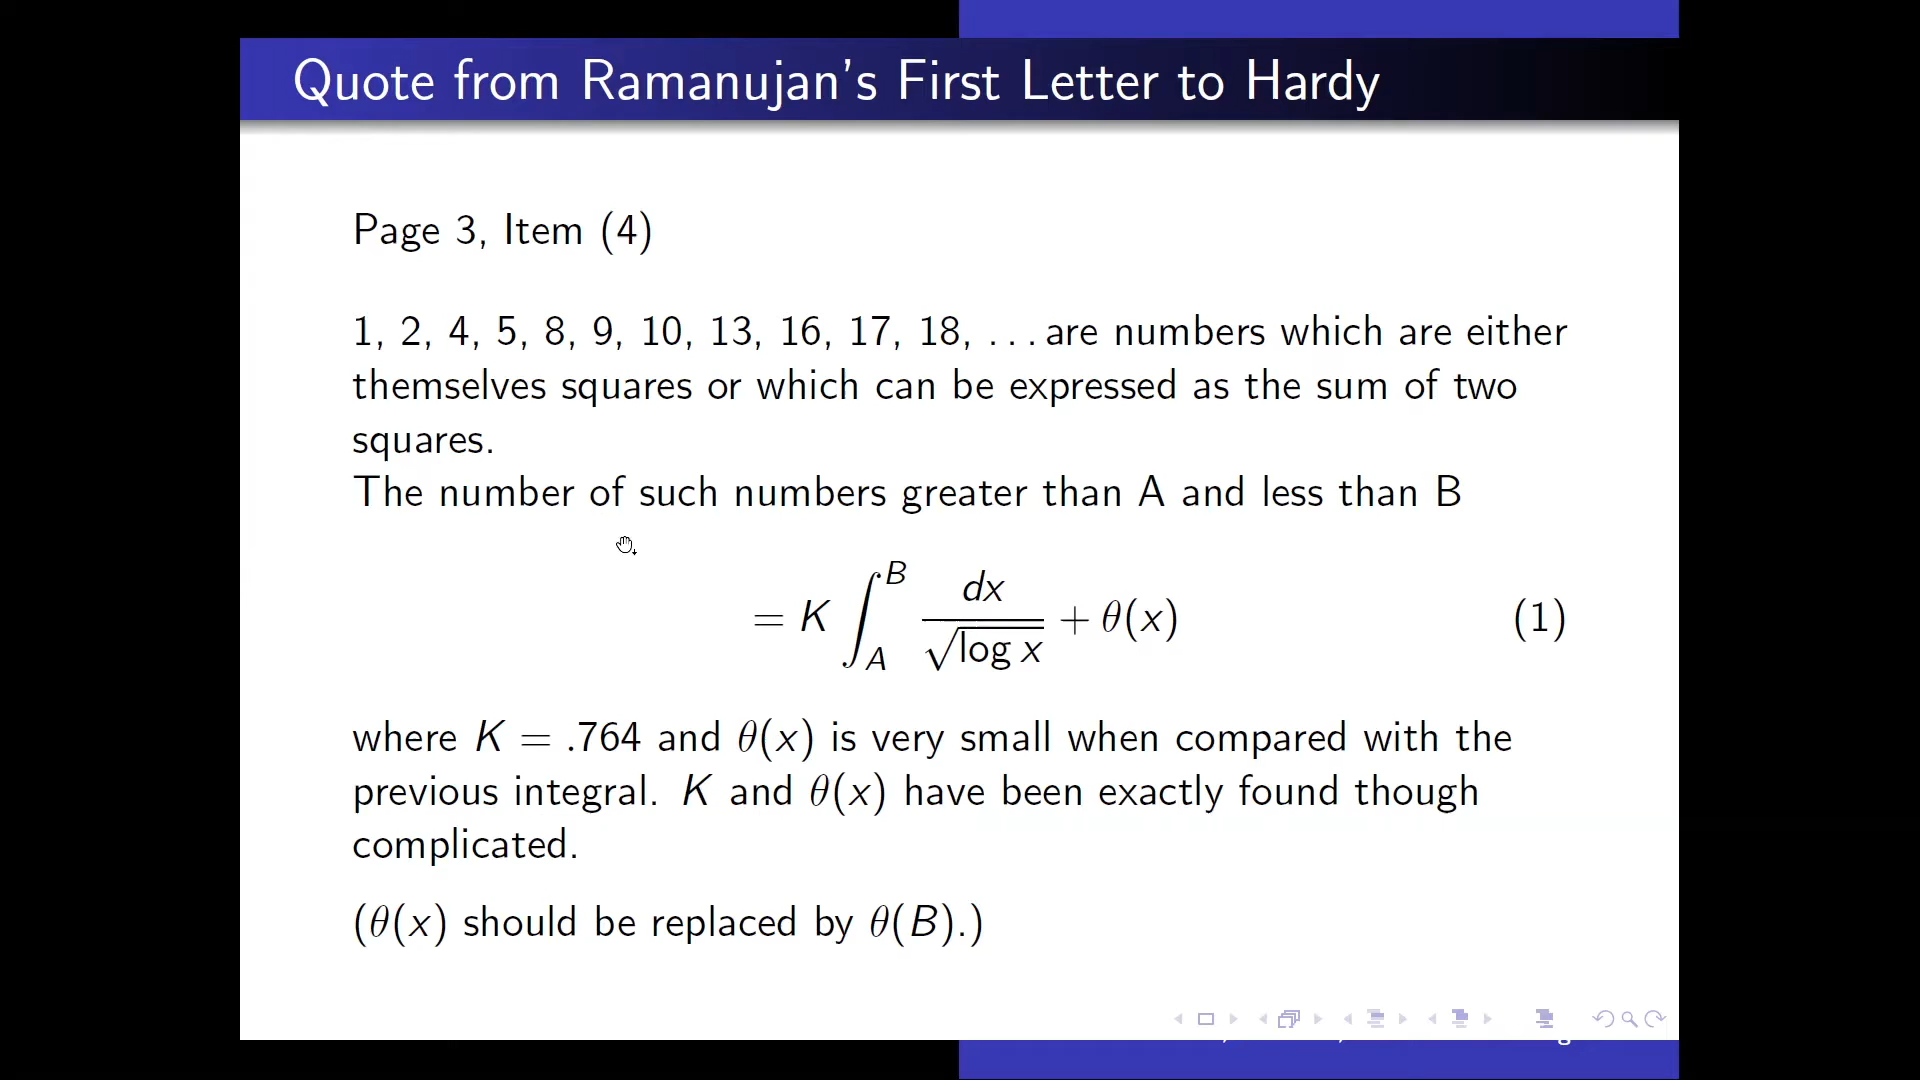 Quote from Ramanujan's First Letter to Hardy
Page 3, Item (4)
1, 2, 4, 5, 8, 9, 10, 13, 16, 17, 18, . . . are numbers which are either
themselves squares or which can be expressed as the sum of two
squares.
The number of such numbers greater than A and less than B
= K ∫_A^B dx/√(log x) + θ(x) (1)
where K = .764 and θ(x) is very small when compared with the
previous integral. K and θ(x) have been exactly found though
complicated.
(θ(x) should be replaced by θ(B).)